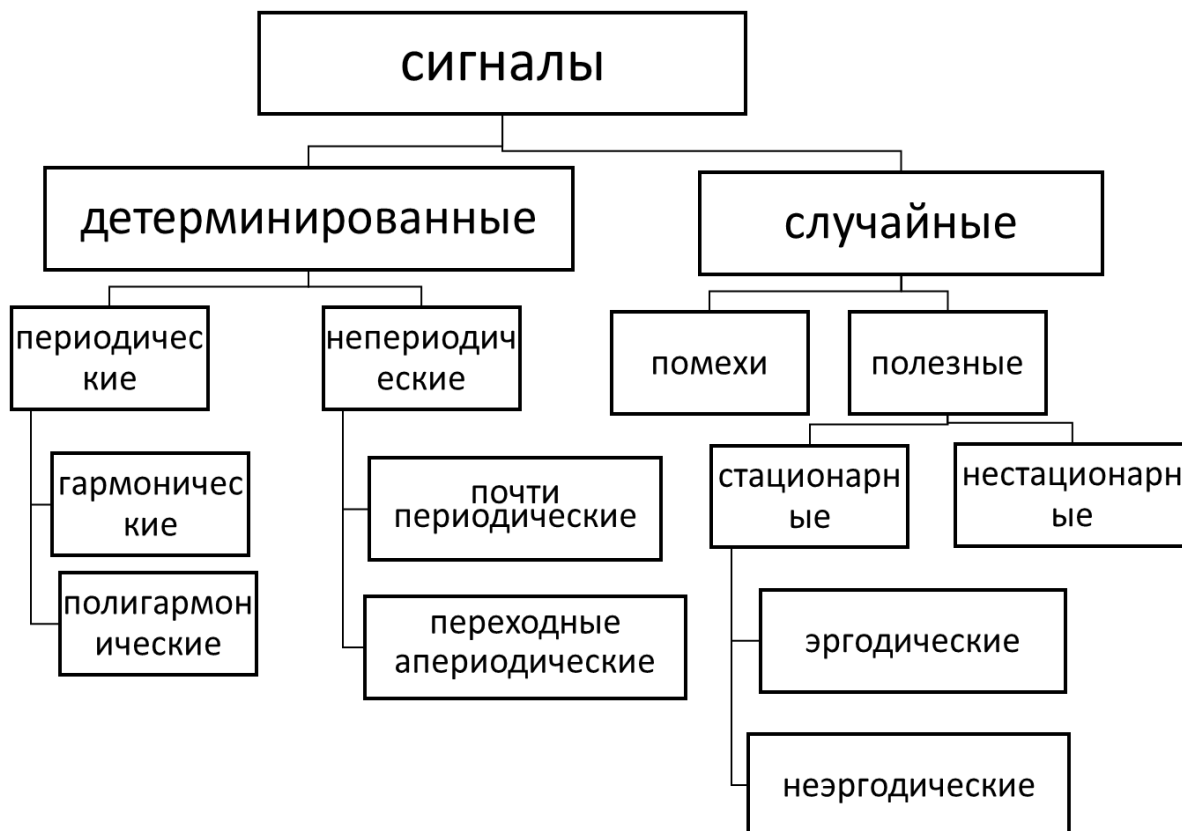 сигналы
детерминированные
случайные
периодичес
кие
непериодич
еские
помехи
полезные
гармоничес
кие
полигармон
ические
почти
периодические
переходные
апериодические
стационарн
ые
нестационарн
ые
эргодические
неэргодические